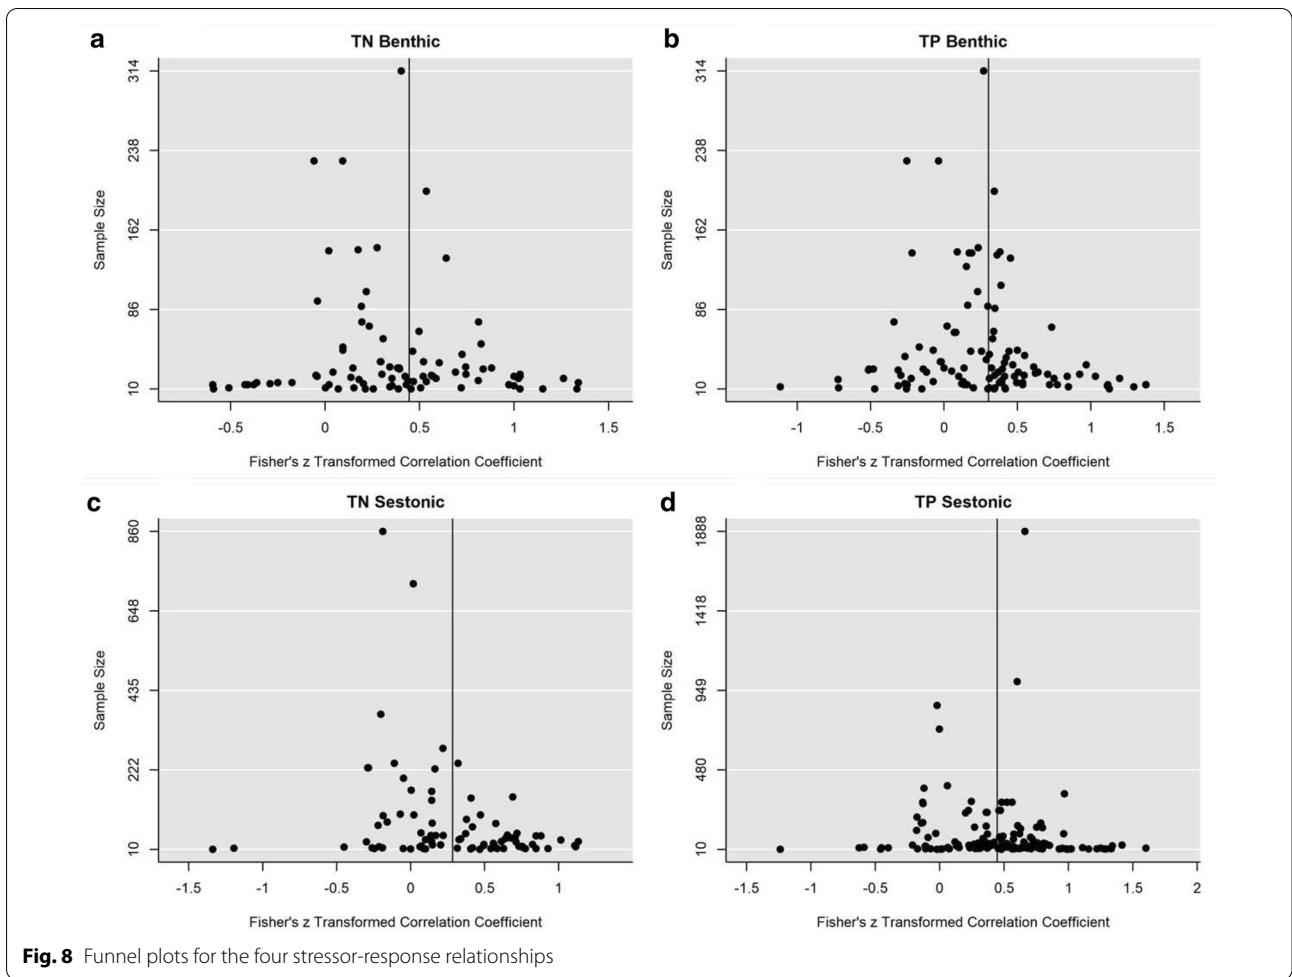 a
TN Benthic
314
238
162
86
10
Sample Size
-0.5 0 0.5 1 1.5
Fisher's z Transformed Correlation Coefficient
b
TP Benthic
314
238
162
86
10
Sample Size
-1 -0.5 0 0.5 1 1.5
Fisher's z Transformed Correlation Coefficient
c
TN Sestonic
860
648
435
222
10
Sample Size
-1.5 -1 -0.5 0 0.5 1
Fisher's z Transformed Correlation Coefficient
d
TP Sestonic
1888
1418
949
480
10
Sample Size
-1.5 -1 -0.5 0 0.5 1 1.5 2
Fisher's z Transformed Correlation Coefficient
Fig. 8 Funnel plots for the four stressor-response relationships